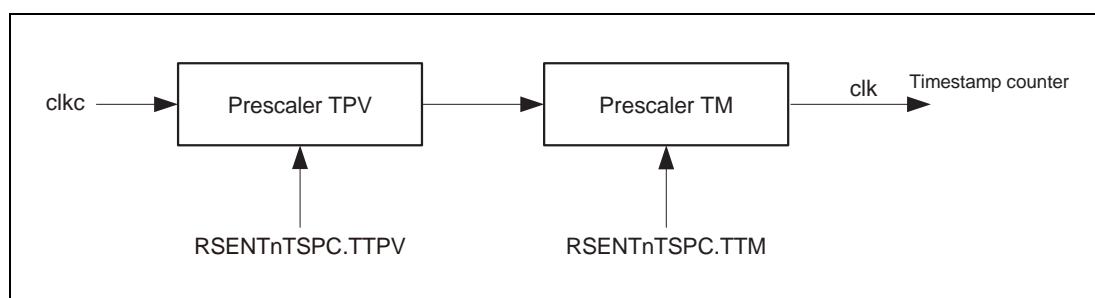 clkc
Prescaler TPV
Prescaler TM
clk
Timestamp counter
RSENTnTSPC.TTPV
RSENTnTSPC.TTM